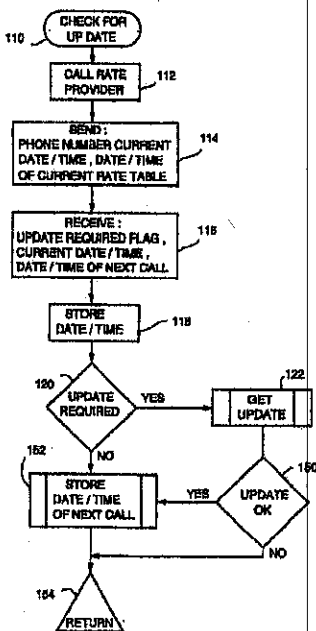 110
CHECK FOR
UP DATE
CALL RATE
PROVIDER
112
SEND :
PHONE NUMBER CURRENT
DATE / TIME , DATE / TIME
OF CURRENT RATE TABLE
114
RECEIVE :
UPDATE REQUIRED FLAG ,
CURRENT DATE / TIME ,
DATE / TIME OF NEXT CALL
116
STORE
DATE / TIME
118
120
UPDATE
REQUIRED
YES
122
GET
UPDATE
NO
152
STORE
DATE / TIME
OF NEXT CALL
YES
UPDATE
OK
150
NO
154
RETURN